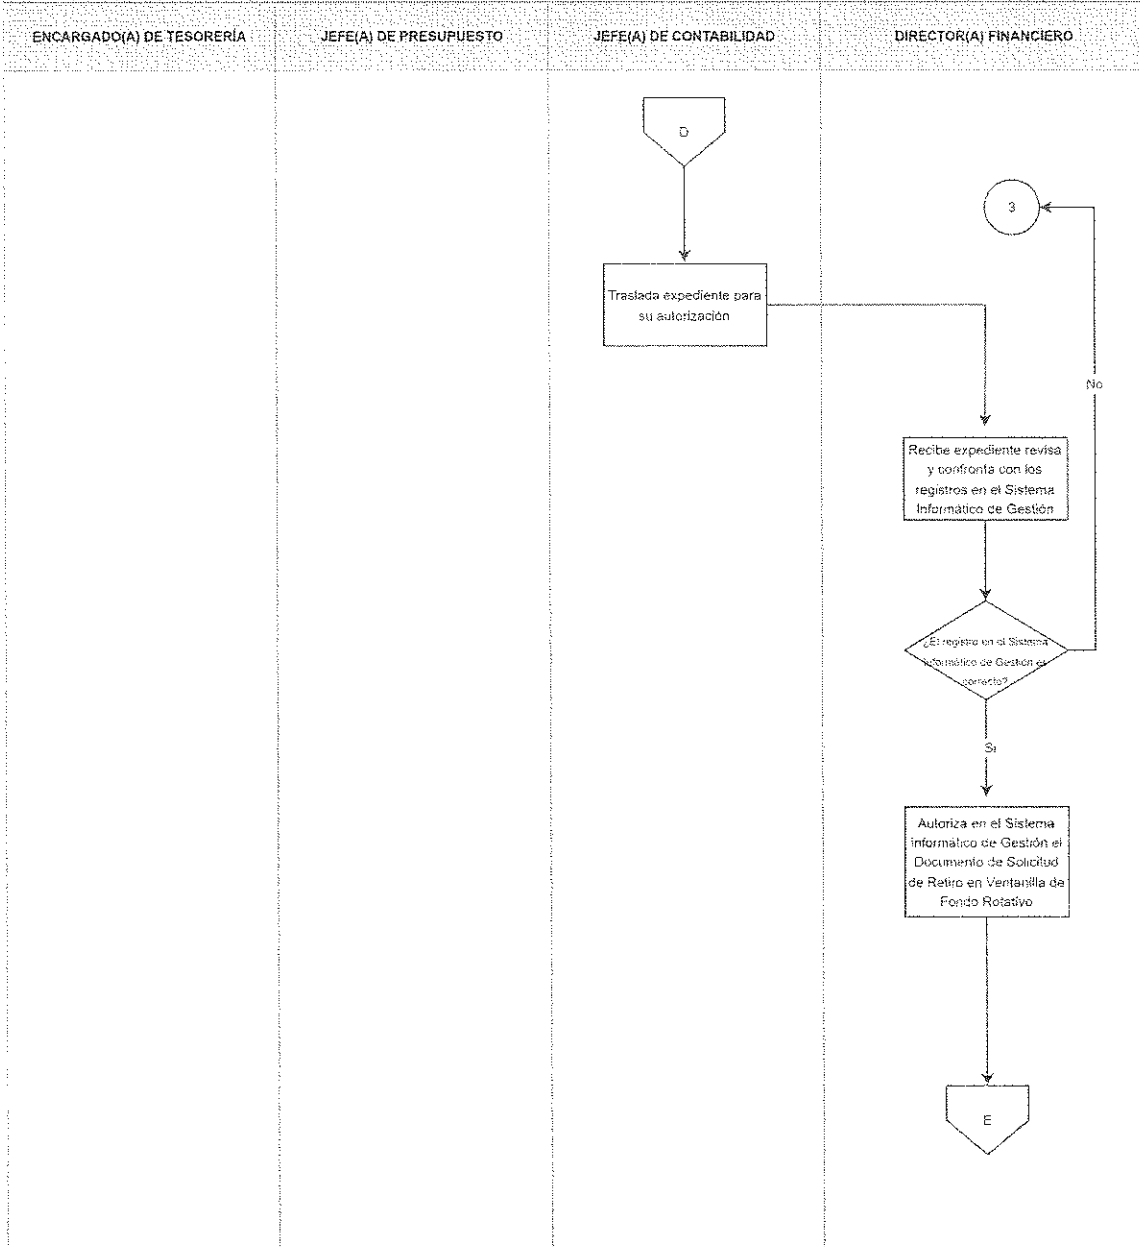 ENCARGADO(A) DE TESORERÍA
JEFE(A) DE PRESUPUESTO
JEFE(A) DE CONTABILIDAD
DIRECTOR(A) FINANCIERO
D
3
Traslada expediente para
su autorización
No
Recibe expediente revisa
y confronta con los
registros en el Sistema
Informático de Gestión
¿El registro en el Sistema
Informático de Gestión es
correcto?
Si
Autoriza en el Sistema
Informático de Gestión el
Documento de Solicitud
de Retiro en Ventanilla de
Fondo Rotativo
E